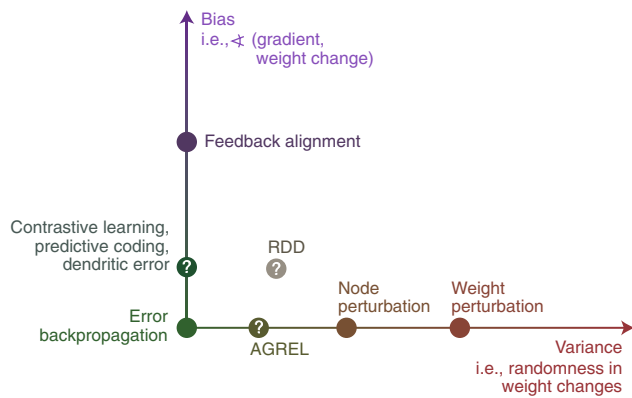 Bias
i.e., ∢ (gradient,
weight change)
Feedback alignment
Contrastive learning,
predictive coding,
dendritic error
?
RDD
?
Node
perturbation
Weight
perturbation
Error
backpropagation
?
AGREL
Variance
i.e., randomness in
weight changes